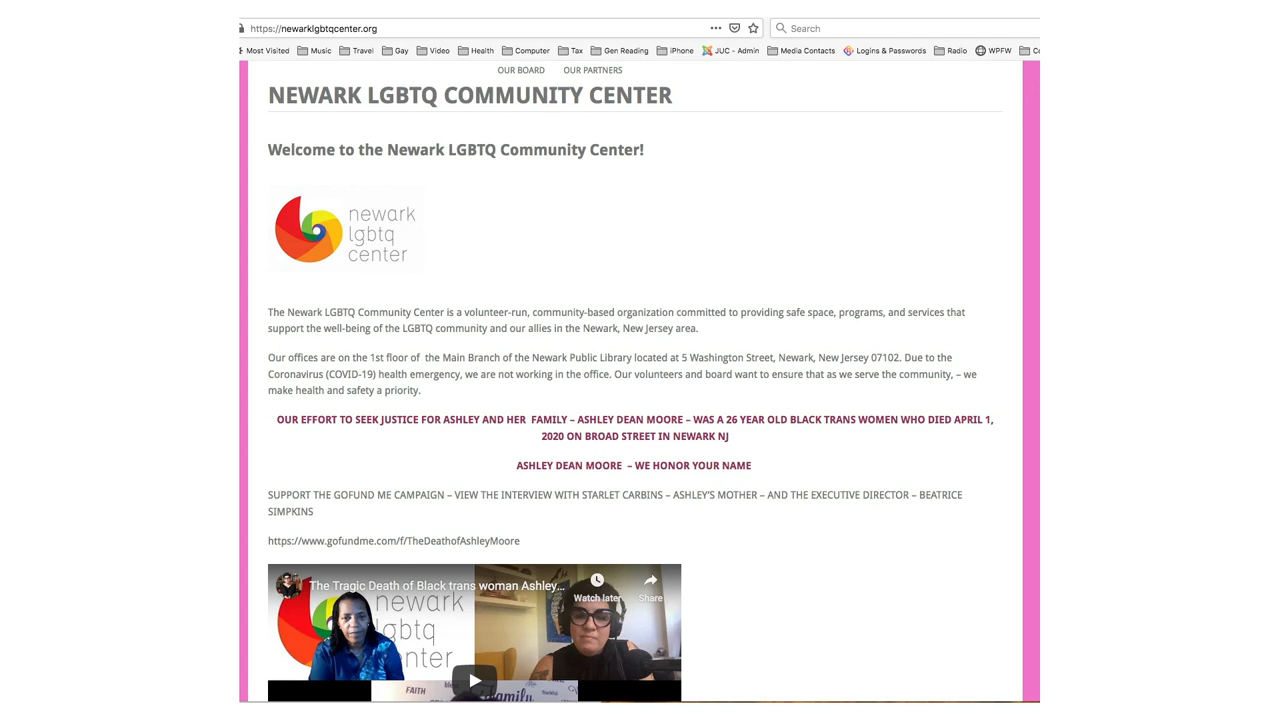 https://newarklgbtqcenter.org
Search
Most Visited Music Travel Gay Video Health Computer Tax Gen Reading iPhone JUC - Admin Media Contacts Logins & Passwords Radio WPFW
OUR BOARD OUR PARTNERS
NEWARK LGBTQ COMMUNITY CENTER
Welcome to the Newark LGBTQ Community Center!
newark
lgbtq
center
The Newark LGBTQ Community Center is a volunteer-run, community-based organization committed to providing safe space, programs, and services that
support the well-being of the LGBTQ community and our allies in the Newark, New Jersey area.
Our offices are on the 1st floor of the Main Branch of the Newark Public Library located at 5 Washington Street, Newark, New Jersey 07102. Due to the
Coronavirus (COVID-19) health emergency, we are not working in the office. Our volunteers and board want to ensure that as we serve the community, – we
make health and safety a priority.
OUR EFFORT TO SEEK JUSTICE FOR ASHLEY AND HER FAMILY – ASHLEY DEAN MOORE – WAS A 26 YEAR OLD BLACK TRANS WOMEN WHO DIED APRIL 1,
2020 ON BROAD STREET IN NEWARK NJ
ASHLEY DEAN MOORE – WE HONOR YOUR NAME
SUPPORT THE GOFUND ME CAMPAIGN – VIEW THE INTERVIEW WITH STARLET CARBINS – ASHLEY'S MOTHER – AND THE EXECUTIVE DIRECTOR – BEATRICE
SIMPKINS
https://www.gofundme.com/f/TheDeathofAshleyMoore
The Tragic Death of Black trans woman Ashley...
Watch later Share
newark
lgbtq
center
FAITH
family